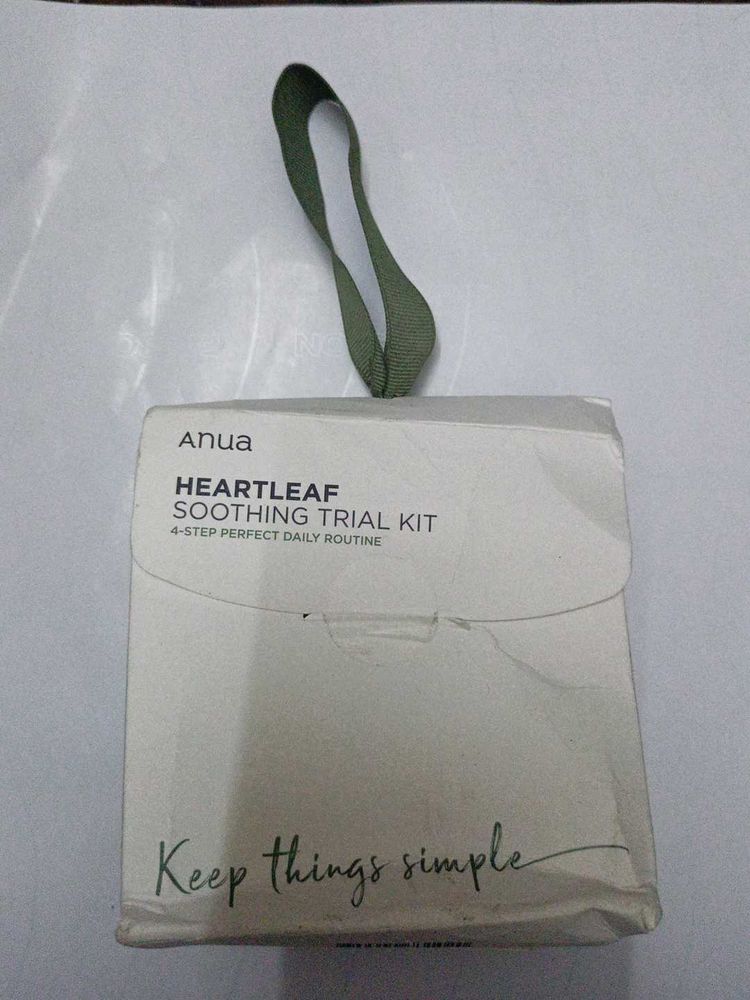 Anua
HEARTLEAF
SOOTHING TRIAL KIT
4-STEP PERFECT DAILY ROUTINE
Keep things simple